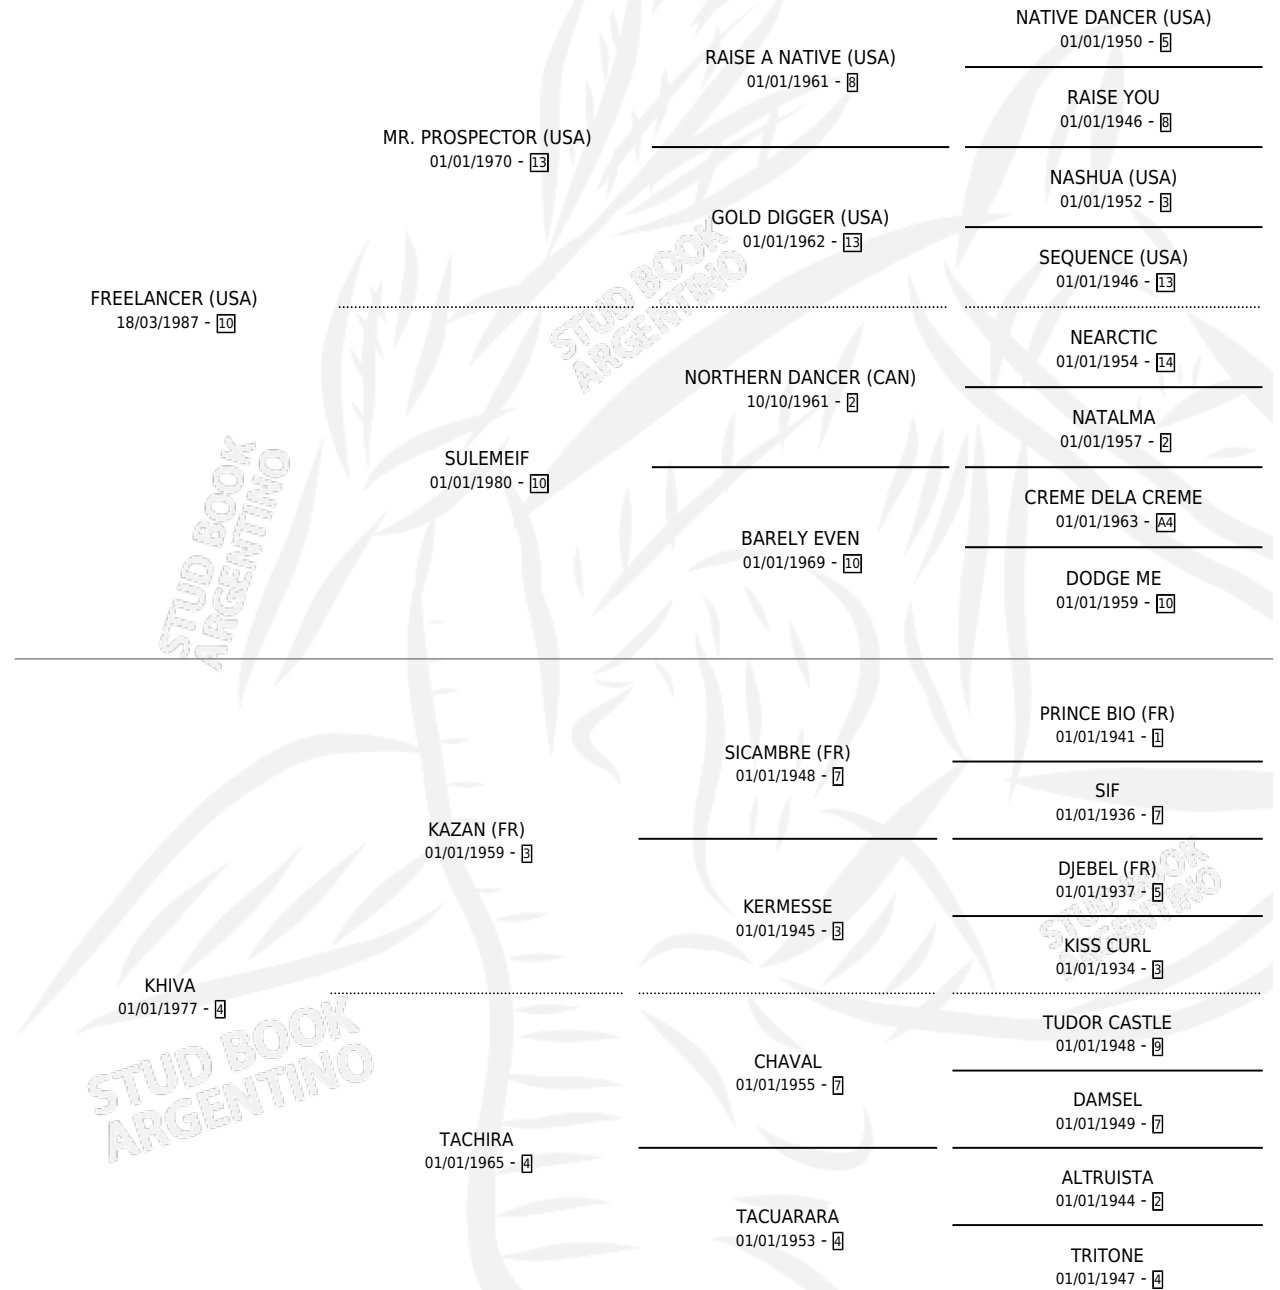 NATIVE DANCER (USA)
01/01/1950 - 5
RAISE A NATIVE (USA)
01/01/1961 - 8
RAISE YOU
01/01/1946 - 8
MR. PROSPECTOR (USA)
01/01/1970 - 13
NASHUA (USA)
01/01/1952 - 3
GOLD DIGGER (USA)
01/01/1962 - 13
SEQUENCE (USA)
01/01/1946 - 13
FREELANCER (USA)
18/03/1987 - 10
NEARCTIC
01/01/1954 - 14
NORTHERN DANCER (CAN)
10/10/1961 - 2
NATALMA
01/01/1957 - 2
SULEMEIF
01/01/1980 - 10
CREME DELA CREME
01/01/1963 - A4
BARELY EVEN
01/01/1969 - 10
DODGE ME
01/01/1959 - 10
STUD BOOK
ARGENTINO
STUD BOOK
ARGENTINO
PRINCE BIO (FR)
01/01/1941 - 1
SICAMBRE (FR)
01/01/1948 - 7
SIF
01/01/1936 - 7
KAZAN (FR)
01/01/1959 - 3
DJEBEL (FR)
01/01/1937 - 5
KERMESSE
01/01/1945 - 3
KISS CURL
01/01/1934 - 3
KHIVA
01/01/1977 - 4
TUDOR CASTLE
01/01/1948 - 9
CHAVAL
01/01/1955 - 7
DAMSEL
01/01/1949 - 7
TACHIRA
01/01/1965 - 4
ALTRUISTA
01/01/1944 - 2
TACUARARA
01/01/1953 - 4
TRITONE
01/01/1947 - 4
STUD BOOK
ARGENTINO
STUD BOOK
ARGENTINO